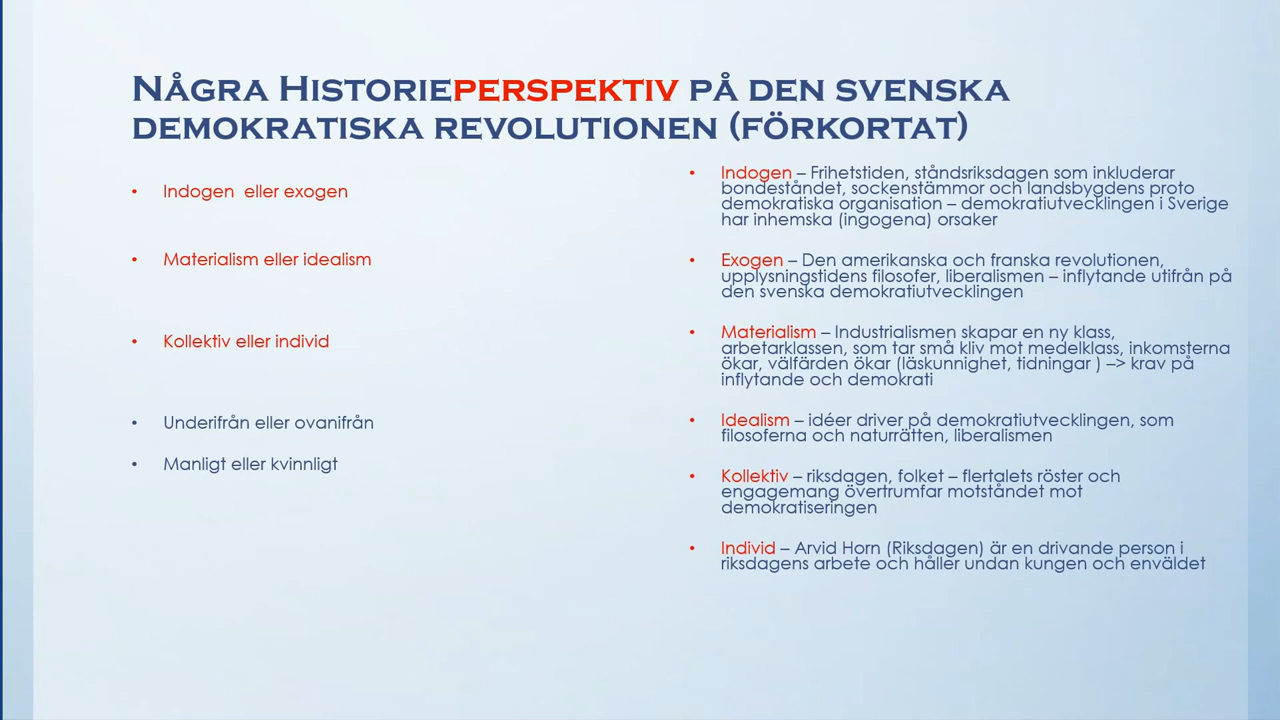 Några Historieperspektiv på den svenska
demokratiska revolutionen (förkortat)
• Indogen eller exogen
• Materialism eller idealism
• Kollektiv eller individ
• Underifrån eller ovanifrån
• Manligt eller kvinnligt
• Indogen – Frihetstiden, ståndsriksdagen som inkluderar
bondeståndet, sockenstämmor och landsbygdens proto
demokratiska organisation – demokratiutvecklingen i Sverige
har inhemska (ingogena) orsaker
• Exogen – Den amerikanska och franska revolutionen,
upplysningstidens filosofer, liberalismen – inflytande utifrån på
den svenska demokratiutvecklingen
• Materialism – Industrialismen skapar en ny klass,
arbetarklassen, som tar små kliv mot medelklass, inkomsterna
ökar, välfärden ökar (läskunnighet, tidningar ) –> krav på
inflytande och demokrati
• Idealism – idéer driver på demokratiutvecklingen, som
filosoferna och naturrätten, liberalismen
• Kollektiv – riksdagen, folket – flertalets röster och
engagemang övertrumfar motståndet mot
demokratiseringen
• Individ – Arvid Horn (Riksdagen) är en drivande person i
riksdagens arbete och håller undan kungen och enväldet